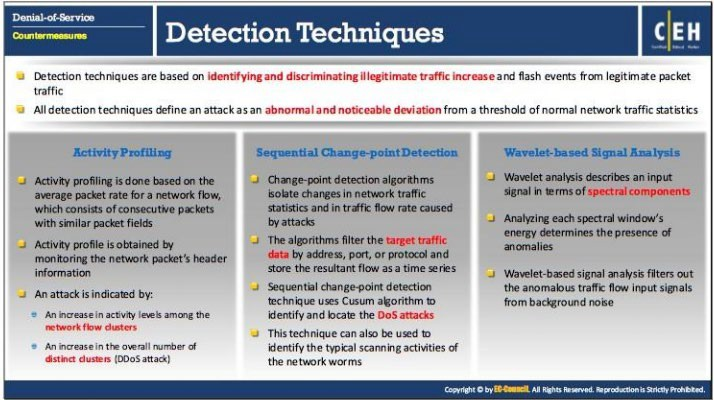 Denial-of-Service
Countermeasures
Detection Techniques
C|EH
Certified Ethical Hacker
Detection techniques are based on identifying and discriminating illegitimate traffic increase and flash events from legitimate packet
traffic
All detection techniques define an attack as an abnormal and noticeable deviation from a threshold of normal network traffic statistics
Activity Profiling
Activity profiling is done based on the
average packet rate for a network flow,
which consists of consecutive packets
with similar packet fields
Activity profile is obtained by
monitoring the network packet's header
information
An attack is indicated by:
An increase in activity levels among the
network flow clusters
An increase in the overall number of
distinct clusters (DDoS attack)
Sequential Change-point Detection
Change-point detection algorithms
isolate changes in network traffic
statistics and in traffic flow rate caused
by attacks
The algorithms filter the target traffic
data by address, port, or protocol and
store the resultant flow as a time series
Sequential change-point detection
technique uses Cusum algorithm to
identify and locate the DoS attacks
This technique can also be used to
identify the typical scanning activities of
the network worms
Wavelet-based Signal Analysis
Wavelet analysis describes an input
signal in terms of spectral components
Analyzing each spectral window's
energy determines the presence of
anomalies
Wavelet-based signal analysis filters out
the anomalous traffic flow input signals
from background noise
Copyright © by EC-Council. All Rights Reserved. Reproduction is Strictly Prohibited.